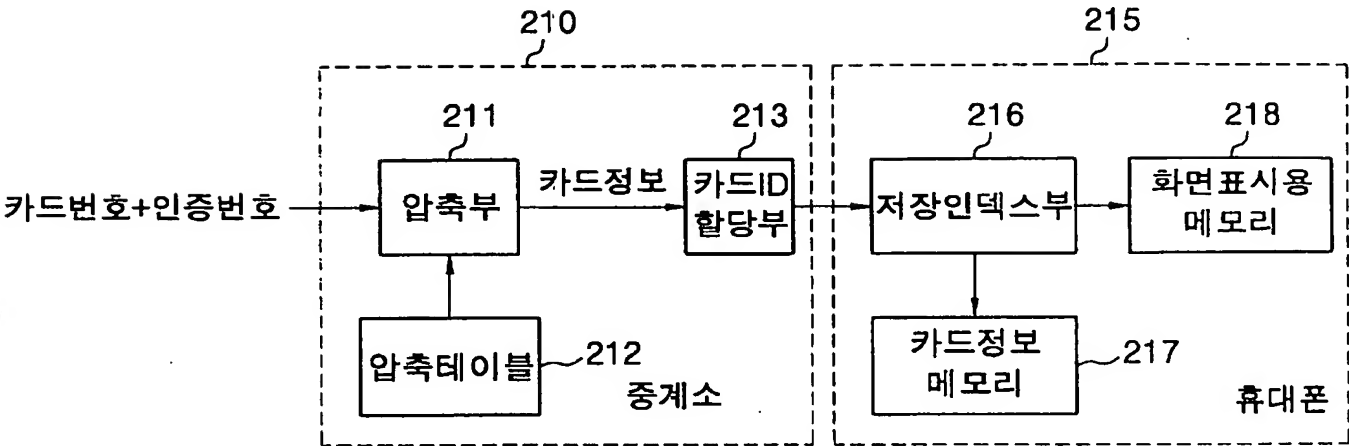 210
215
211
213
216
218
카드번호+인증번호
압축부
카드정보
카드ID
할당부
저장인덱스부
화면표시용
메모리
압축테이블
212
중계소
카드정보
메모리
217
휴대폰